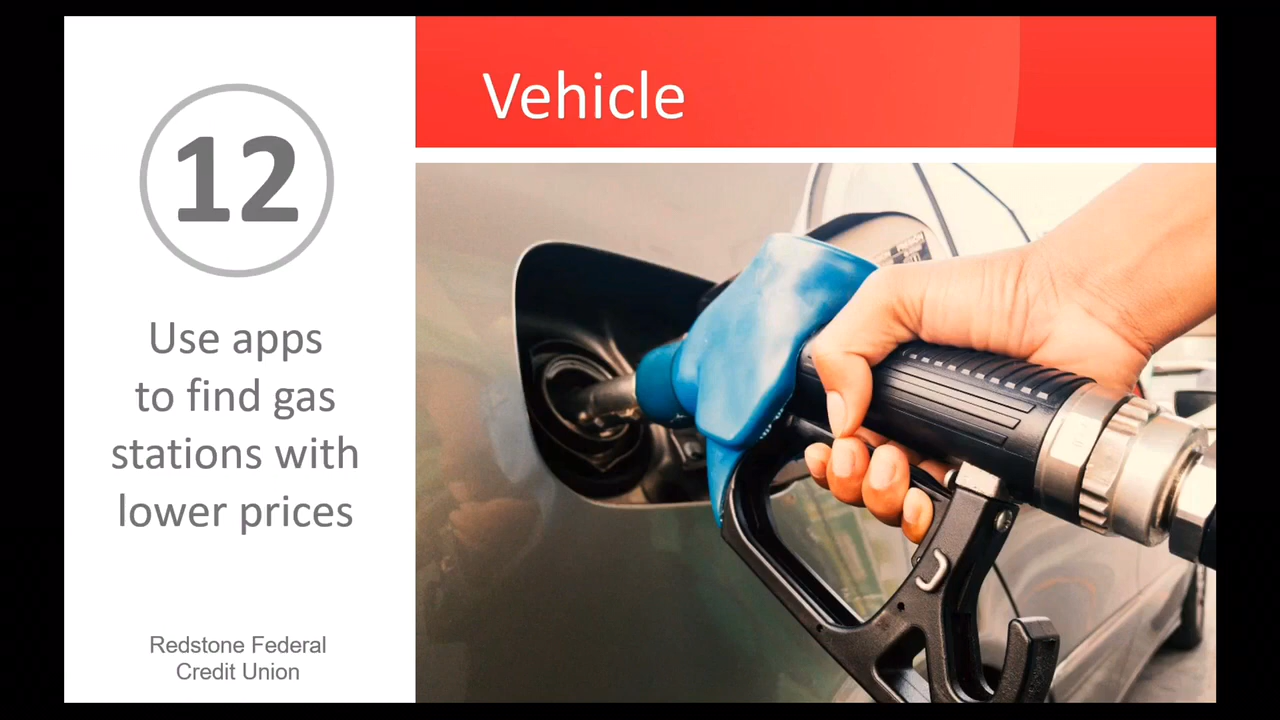 12
Vehicle
Use apps
to find gas
stations with
lower prices
Redstone Federal
Credit Union